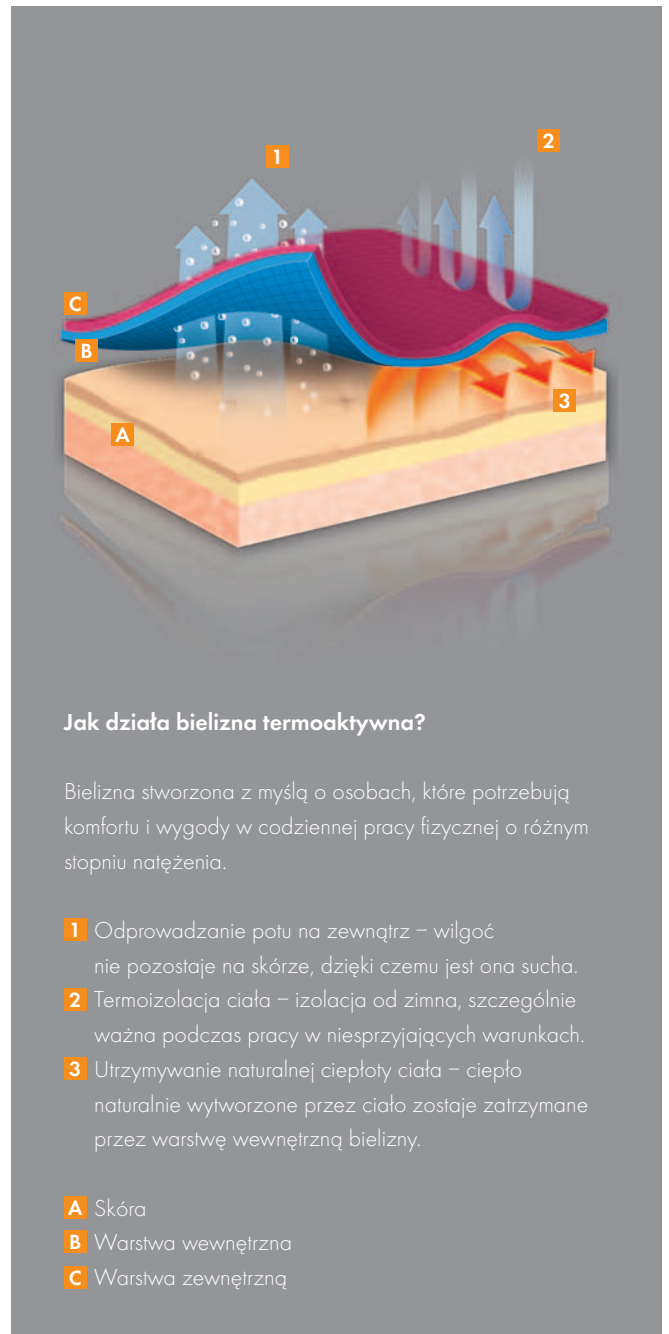 1
2
C
B
A
3
Jak działa bielizna termoaktywna?
Bielizna stworzona z myślą o osobach, które potrzebują
komfortu i wygody w codziennej pracy fizycznej o różnym
stopniu natężenia.
1 Odprowadzanie potu na zewnątrz – wilgoć
nie pozostaje na skórze, dzięki czemu jest ona sucha.
2 Termoizolacja ciała – izolacja od zimna, szczególnie
ważna podczas pracy w niesprzyjających warunkach.
3 Utrzymywanie naturalnej ciepłoty ciała – ciepło
naturalnie wytworzone przez ciało zostaje zatrzymane
przez warstwę wewnętrzną bielizny.
A Skóra
B Warstwa wewnętrzna
C Warstwa zewnętrzną